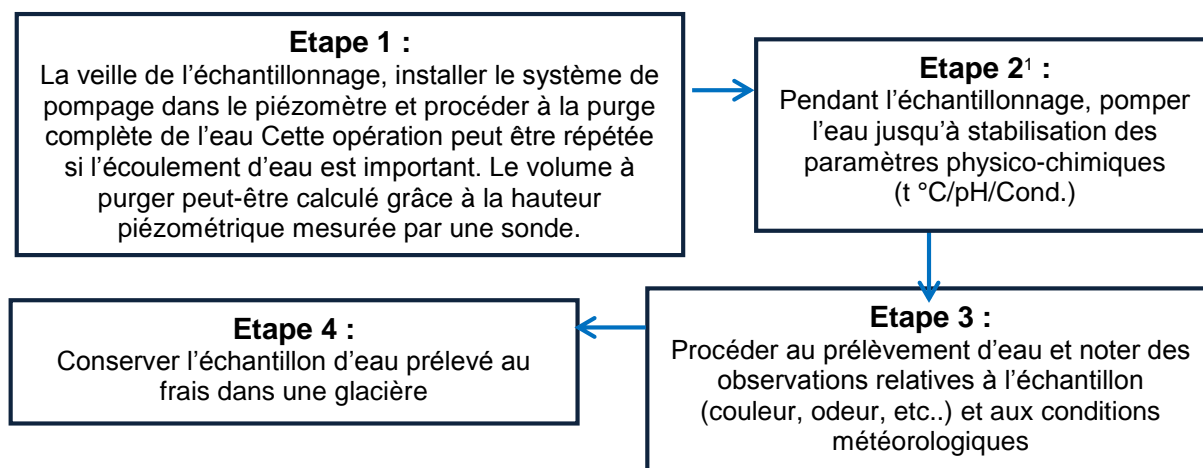 Etape 1 :
La veille de l’échantillonnage, installer le système de
pompage dans le piézomètre et procéder à la purge
complète de l’eau Cette opération peut être répétée
si l’écoulement d’eau est important. Le volume à
purger peut-être calculé grâce à la hauteur
piézométrique mesurée par une sonde.
Etape 2¹ :
Pendant l’échantillonnage, pomper
l’eau jusqu’à stabilisation des
paramètres physico-chimiques
(t °C/pH/Cond.)
Etape 3 :
Procéder au prélèvement d’eau et noter des
observations relatives à l’échantillon
(couleur, odeur, etc..) et aux conditions
météorologiques
Etape 4 :
Conserver l’échantillon d’eau prélevé au
frais dans une glacière